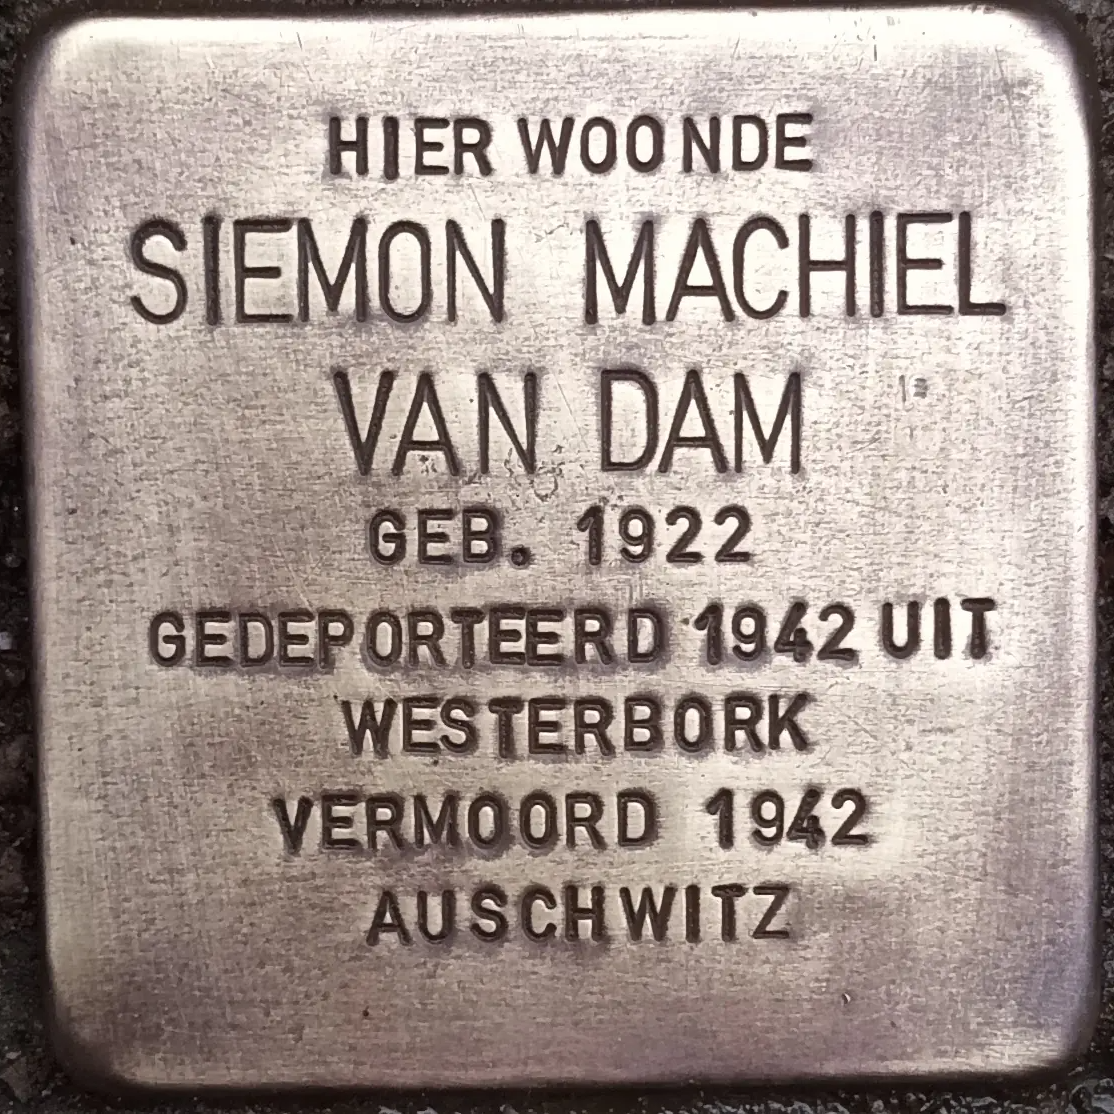 HIER WOONDE
SIEMON MACHIEL
VAN DAM
GEB. 1922
GEDEPORTEERD 1942 UIT
WESTERBORK
VERMOORD 1942
AUSCHWITZ